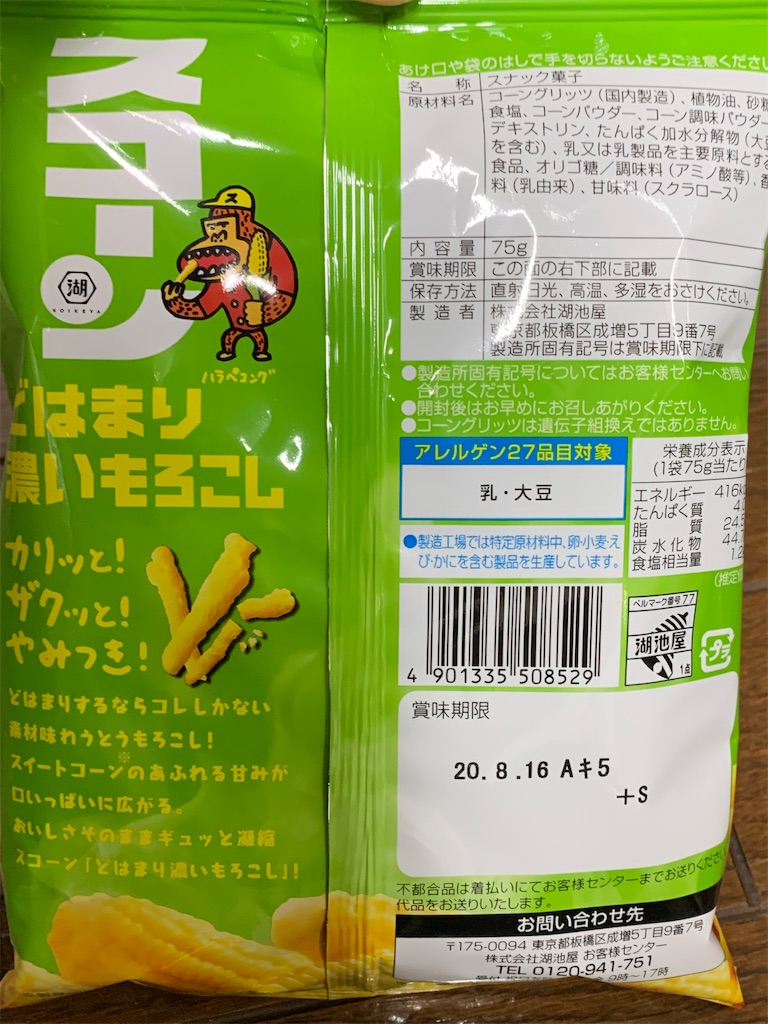 スコーン
湖
KOIKEYA
ス
ハラペコング
どはまり
濃いもろこし
カリッと!
ザクッと!
やみつき!
どはまりするならコレしかない
素材味わうとうもろこし!
スイートコーン※のあふれる甘みが
口いっぱいに広がる。
おいしさそのままギュッと凝縮
スコーン「どはまり濃いもろこし」!
あけ口や袋のはしで手を切らないようご注意ください
名称 スナック菓子
原材料名 コーングリッツ(国内製造)、植物油、砂糖
食塩、コーンパウダー、コーン調味パウダー
デキストリン、たんぱく加水分解物(大豆
を含む)、乳又は乳製品を主要原料とする
食品、オリゴ糖/調味料(アミノ酸等)、香
料(乳由来)、甘味料(スクラロース)
内容量 75g
賞味期限 この面の右下部に記載
保存方法 直射日光、高温、多湿をおさけください。
製造者 株式会社湖池屋
東京都板橋区成増5丁目9番7号
製造所固有記号は賞味期限下に記載
●製造所固有記号についてはお客様センターへお問い
合わせください。
●開封後はお早めにお召しあがりください。
●コーングリッツは遺伝子組換えではありません。
アレルゲン27品目対象
乳・大豆
●製造工場では特定原材料中、卵・小麦・え
び・かにを含む製品を生産しています。
栄養成分表示
(1袋75g当たり)
エネルギー 416k
たんぱく質 4.
脂質 24.
炭水化物 44.
食塩相当量 1.
(推定
4 901335 508529
ベルマーク番号77
湖池屋
1点
プラ
賞味期限
20.8.16 Aキ5
+S
不都合品は着払いにてお客様センターまでお送りください
代品をお送りいたします。
お問い合わせ先
〒175-0094 東京都板橋区成増5丁目9番7号
株式会社湖池屋 お客様センター
TEL 0120-941-751
9時~17時